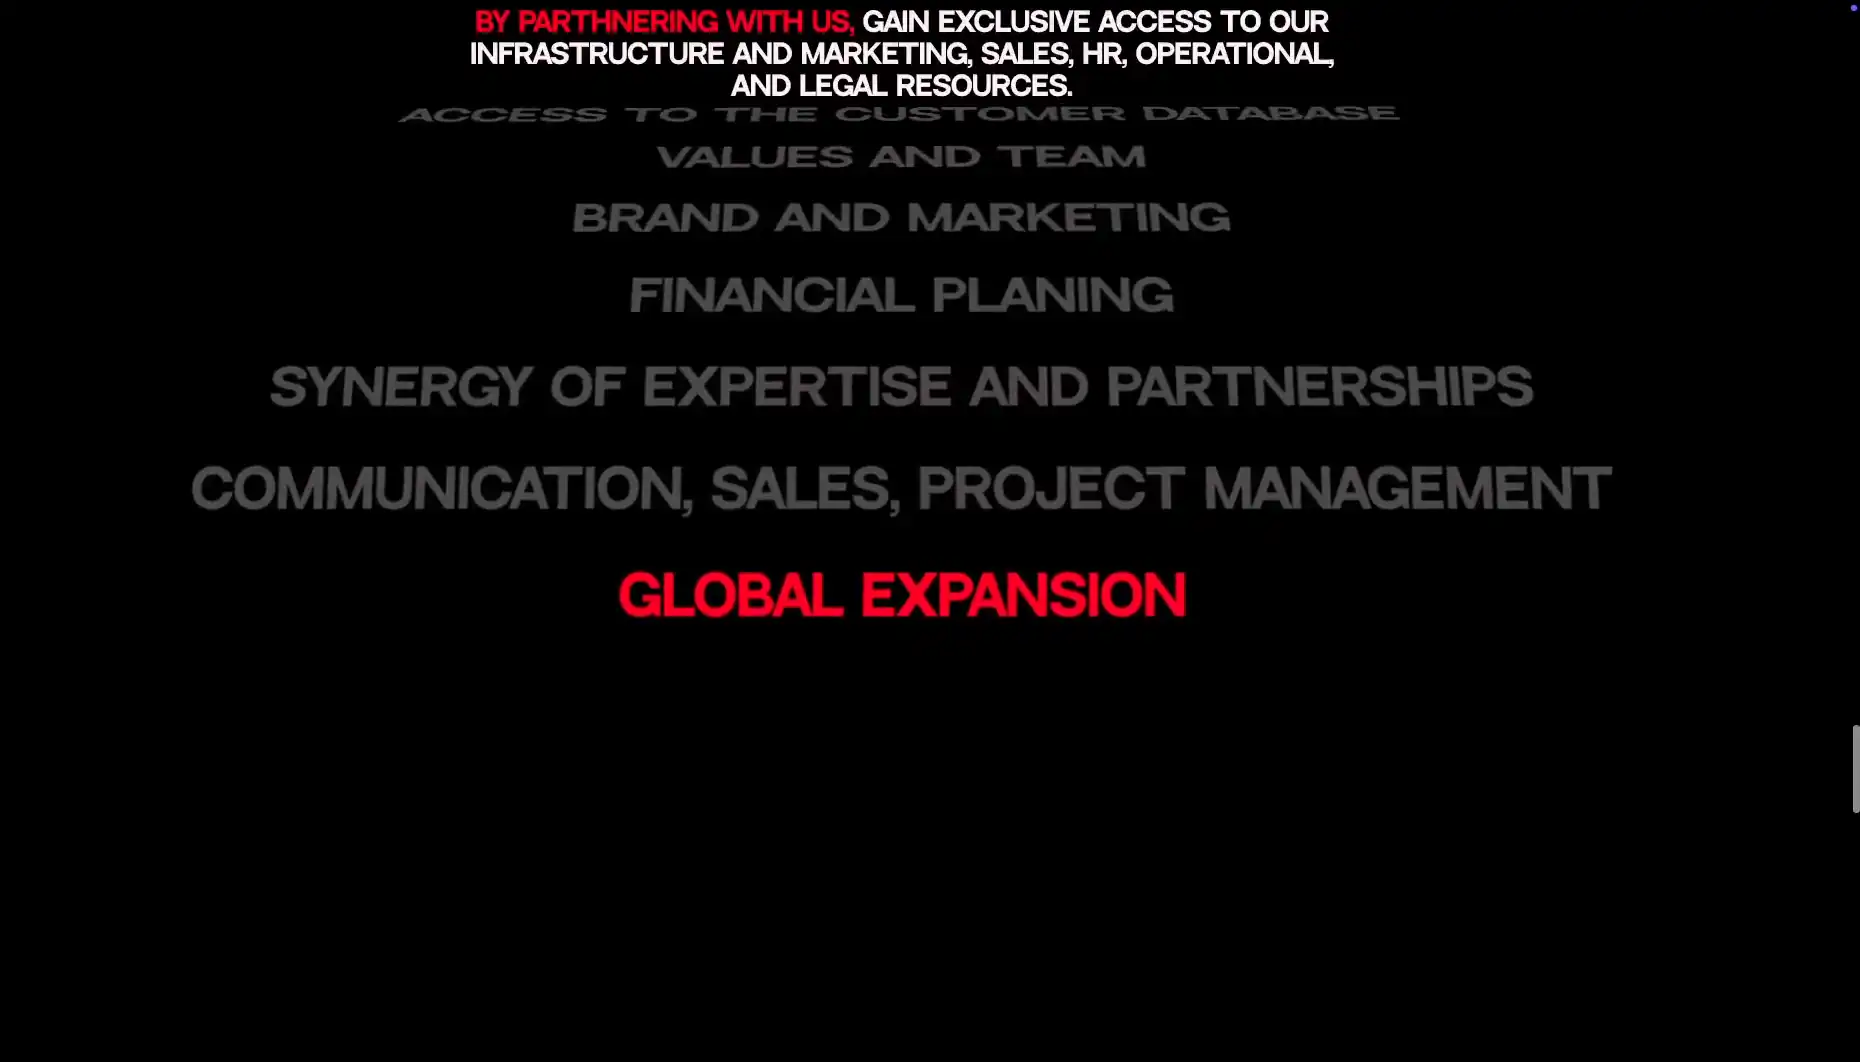 BY PARTHNERING WITH US, GAIN EXCLUSIVE ACCESS TO OUR
INFRASTRUCTURE AND MARKETING, SALES, HR, OPERATIONAL,
AND LEGAL RESOURCES.
ACCESS TO THE CUSTOMER DATABASE
VALUES AND TEAM
BRAND AND MARKETING
FINANCIAL PLANING
SYNERGY OF EXPERTISE AND PARTNERSHIPS
COMMUNICATION, SALES, PROJECT MANAGEMENT
GLOBAL EXPANSION